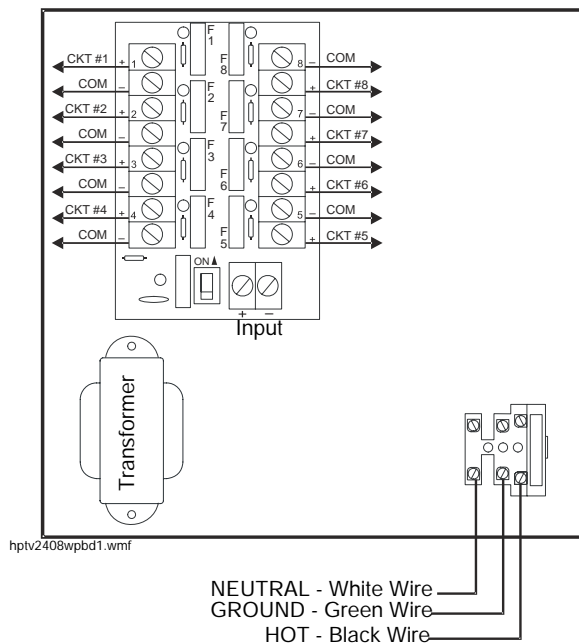 F 1
F 8
CKT #1 + 1 8 – COM
COM – + CKT #8
F 2
CKT #2 + 2 7 – COM
F 7
COM – + CKT #7
F 3
CKT #3 + 3 6 – COM
F 6
COM – + CKT #6
F 4
CKT #4 + 4 5 – COM
F 5
COM – + CKT #5
ON
+ –
Input
Transformer
hptv2408wpbd1.wmf
NEUTRAL - White Wire
GROUND - Green Wire
HOT - Black Wire